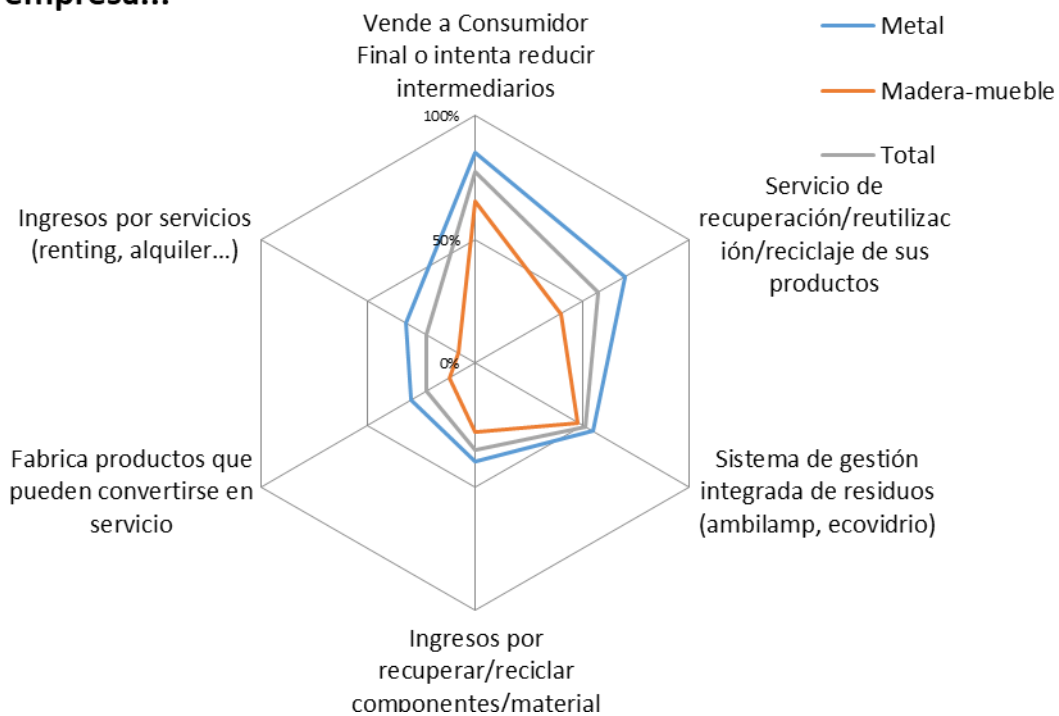 empresa...
Vende a Consumidor
Final o intenta reducir
intermediarios
Metal
Madera-mueble
Total
100%
50%
0%
Servicio de
recuperación/reutilizac
ión/reciclaje de sus
productos
Sistema de gestión
integrada de residuos
(ambilamp, ecovidrio)
Ingresos por
recuperar/reciclar
componentes/material
Fabrica productos que
pueden convertirse en
servicio
Ingresos por servicios
(renting, alquiler...)